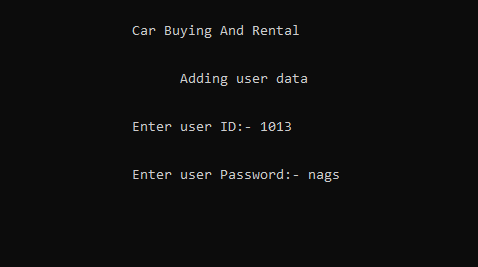 Car Buying And Rental
Adding user data
Enter user ID:- 1013
Enter user Password:- nags